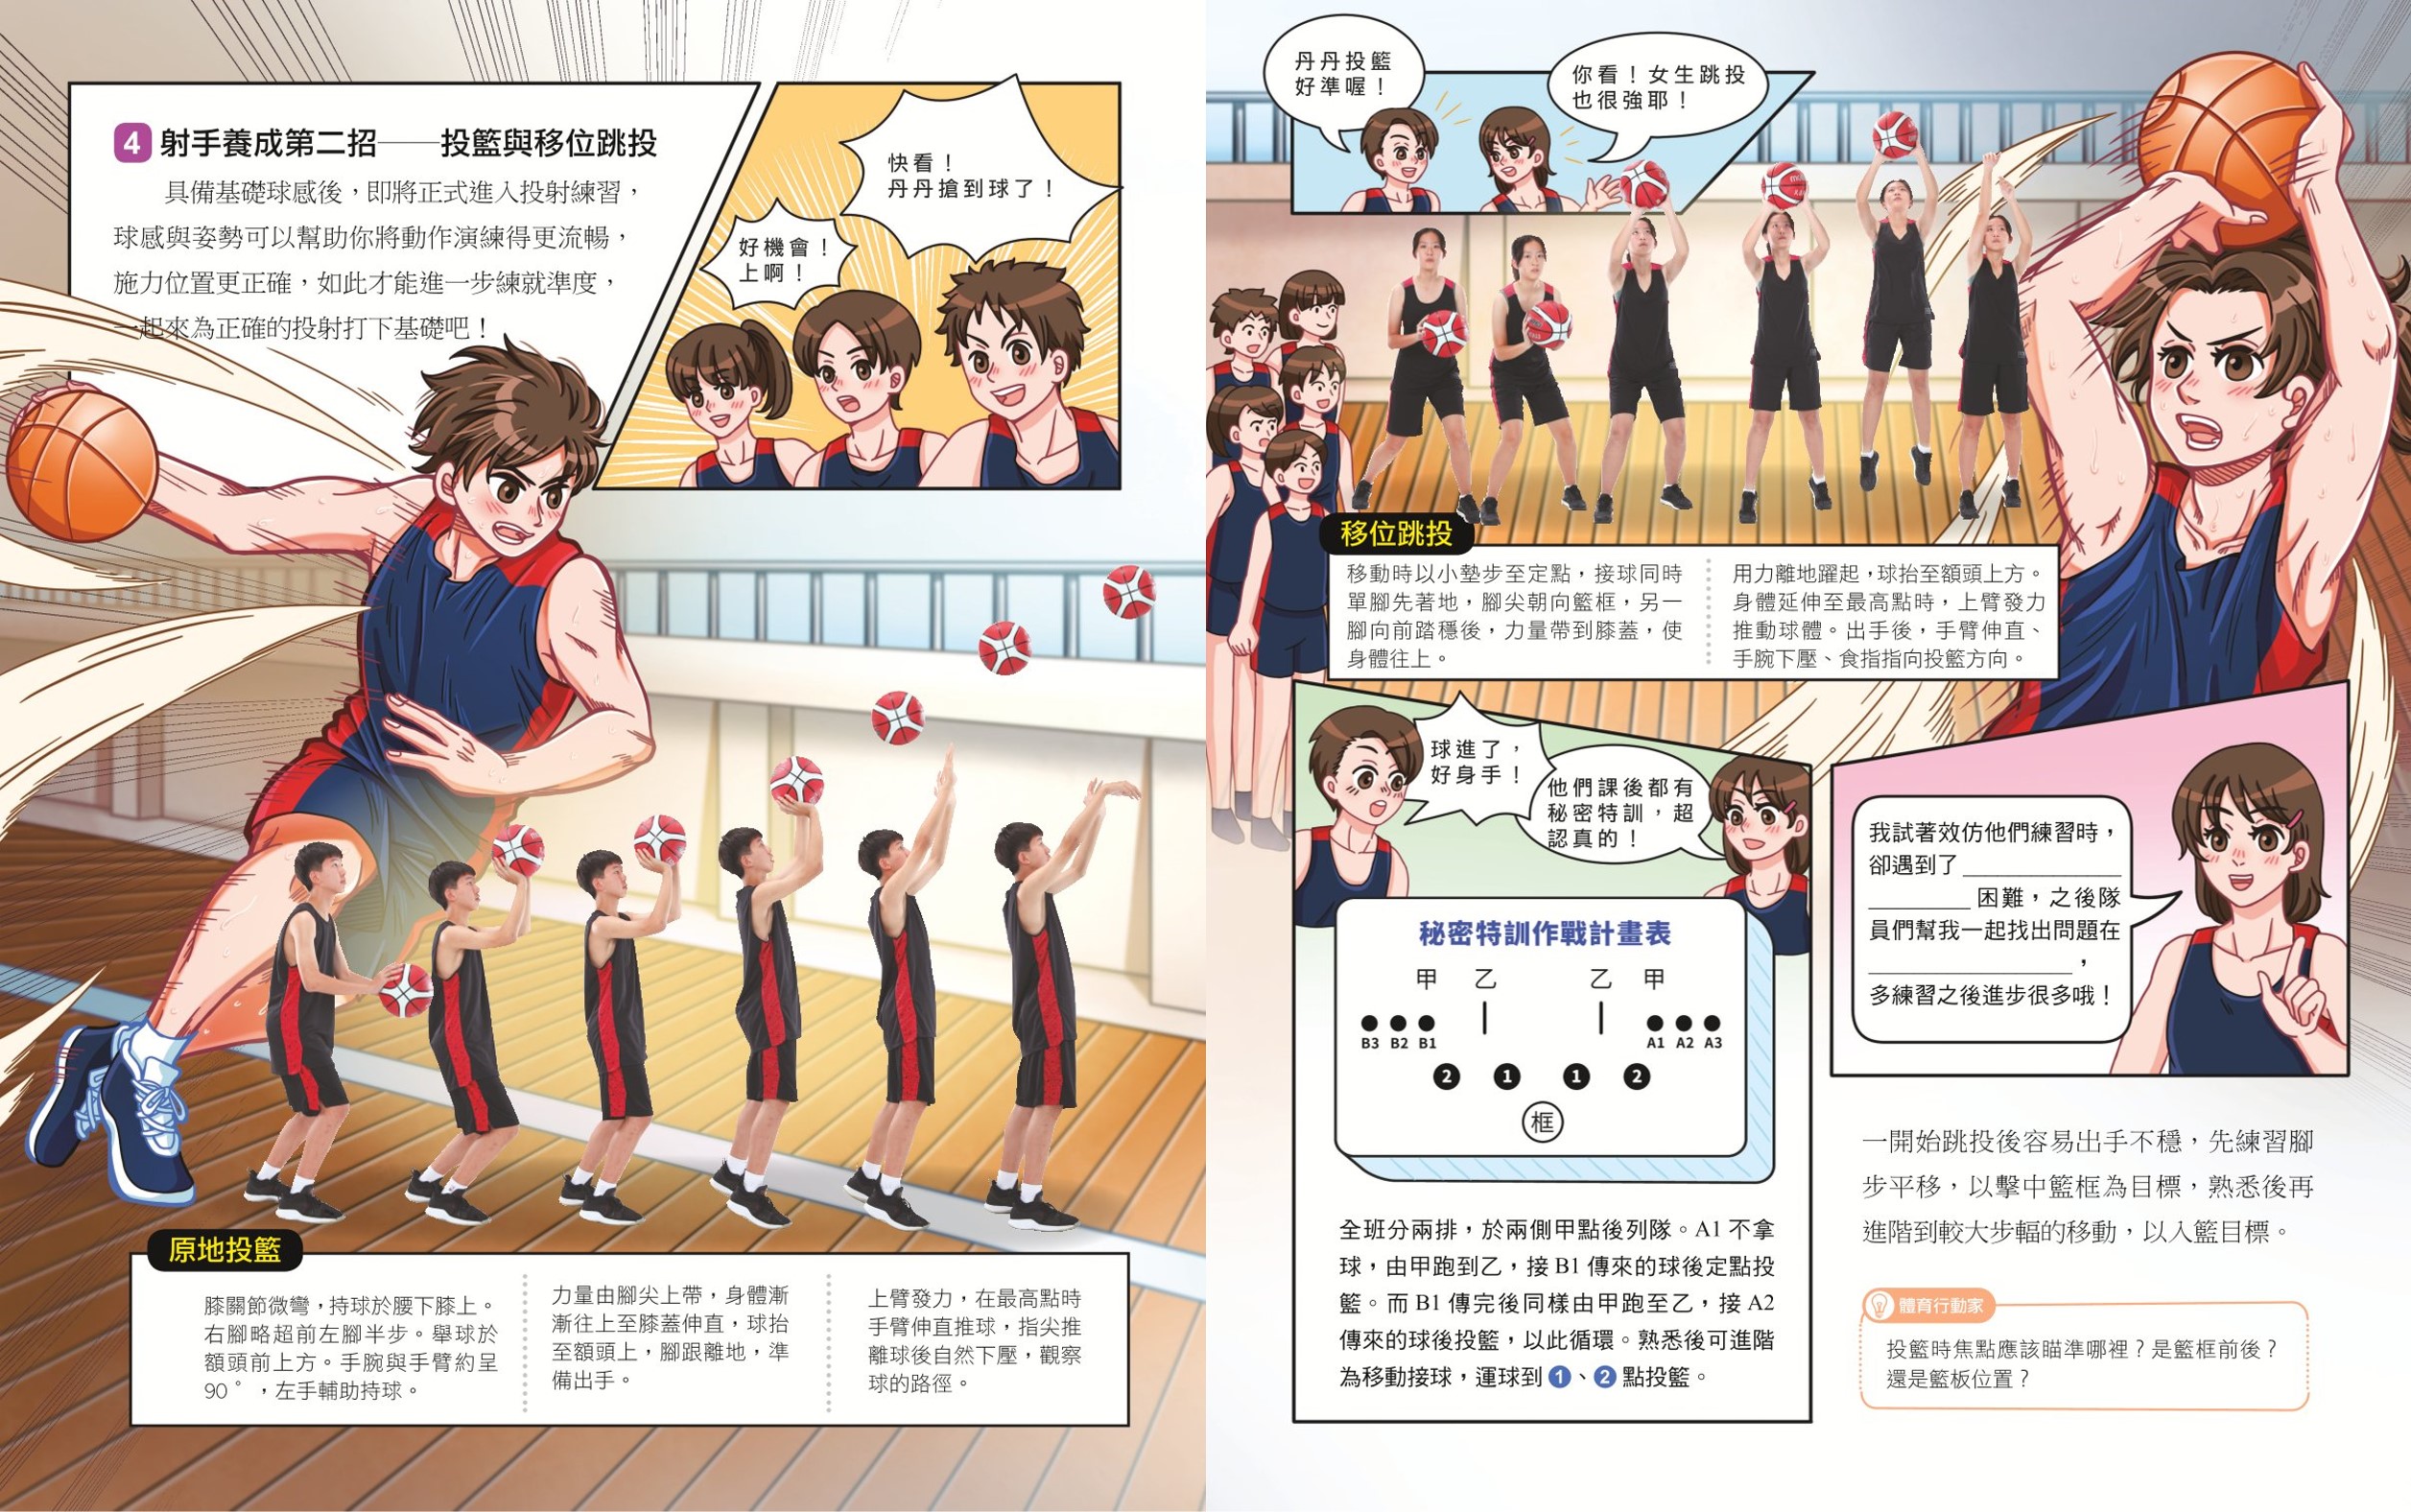 4 射手養成第二招——投籃與移位跳投
具備基礎球感後，即將正式進入投射練習，
球感與姿勢可以幫助你將動作演練得更流暢，
施力位置更正確，如此才能進一步練就準度，
一起來為正確的投射打下基礎吧！
快看！
丹丹搶到球了！
好機會！
上啊！
原地投籃
膝關節微彎，持球於腰下膝上。
右腳略超前左腳半步。舉球於
額頭前上方。手腕與手臂約呈
90°，左手輔助持球。
力量由腳尖上帶，身體漸
漸往上至膝蓋伸直，球抬
至額頭上，腳跟離地，準
備出手。
上臂發力，在最高點時
手臂伸直推球，指尖推
離球後自然下壓，觀察
球的路徑。
丹丹投籃
好準喔！
你看！女生跳投
也很強耶！
移位跳投
移動時以小墊步至定點，接球同時
單腳先著地，腳尖朝向籃框，另一
腳向前踏穩後，力量帶到膝蓋，使
身體往上。
用力離地躍起，球抬至額頭上方。
身體延伸至最高點時，上臂發力
推動球體。出手後，手臂伸直、
手腕下壓、食指指向投籃方向。
球進了，
好身手！
他們課後都有
秘密特訓，超
認真的！
秘密特訓作戰計畫表
甲 乙 乙 甲
B3 B2 B1 A1 A2 A3
2 1 1 2
框
全班分兩排，於兩側甲點後列隊。A1 不拿
球，由甲跑到乙，接 B1 傳來的球後定點投
籃。而 B1 傳完後同樣由甲跑至乙，接 A2
傳來的球後投籃，以此循環。熟悉後可進階
為移動接球，運球到 1、2 點投籃。
我試著效仿他們練習時，
卻遇到了____________
________困難，之後隊
員們幫我一起找出問題在
________________，
多練習之後進步很多哦！
一開始跳投後容易出手不穩，先練習腳
步平移，以擊中籃框為目標，熟悉後再
進階到較大步輻的移動，以入籃目標。
體育行動家
投籃時焦點應該瞄準哪裡？是籃框前後？
還是籃板位置？